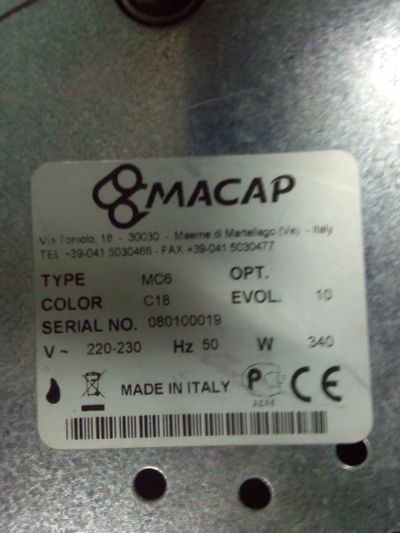 MACAP
Via Toniolo, 18 - 30030 - Maerne di Martellago (Ve) - Italy
TEL +39-041 5030466 - FAX +39-041 5030477
TYPE MC6 OPT.
COLOR C18 EVOL. 10
SERIAL NO. 080100019
V ~ 220-230 Hz 50 W 340
MADE IN ITALY P CE